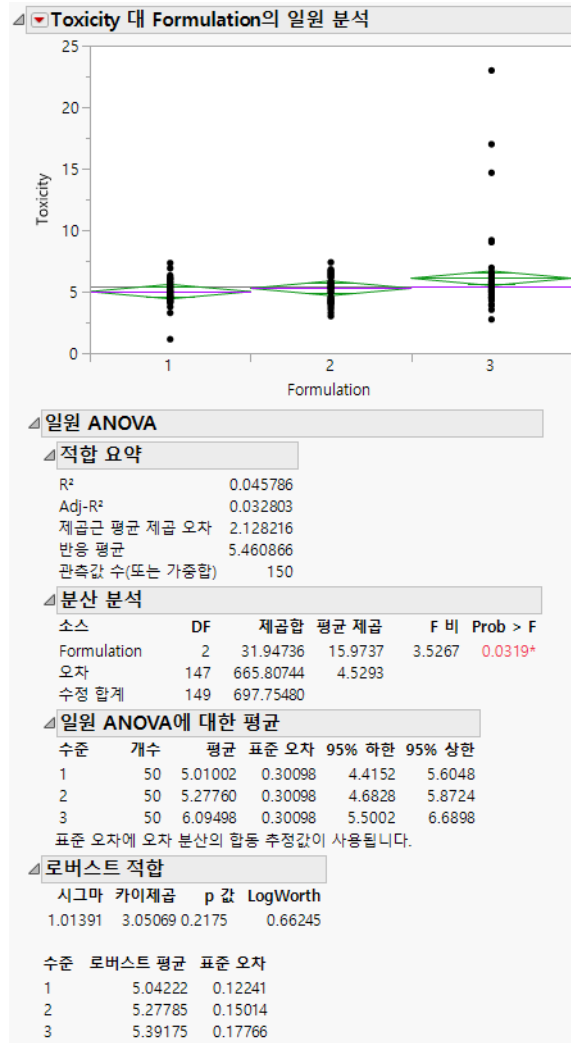 Toxicity 대 Formulation의 일원 분석
25
20
15
10
5
0
Toxicity
1 2 3
Formulation
일원 ANOVA
적합 요약
R² 0.045786
Adj-R² 0.032803
제곱근 평균 제곱 오차 2.128216
반응 평균 5.460866
관측값 수(또는 가중합) 150
분산 분석
소스 DF 제곱합 평균 제곱 F 비 Prob > F
Formulation 2 31.94736 15.9737 3.5267 0.0319*
오차 147 665.80744 4.5293
수정 합계 149 697.75480
일원 ANOVA에 대한 평균
수준 개수 평균 표준 오차 95% 하한 95% 상한
1 50 5.01002 0.30098 4.4152 5.6048
2 50 5.27760 0.30098 4.6828 5.8724
3 50 6.09498 0.30098 5.5002 6.6898
표준 오차에 오차 분산의 합동 추정값이 사용됩니다.
로버스트 적합
시그마 카이제곱 p 값 LogWorth
1.01391 3.05069 0.2175 0.66245
수준 로버스트 평균 표준 오차
1 5.04222 0.12241
2 5.27785 0.15014
3 5.39175 0.17766